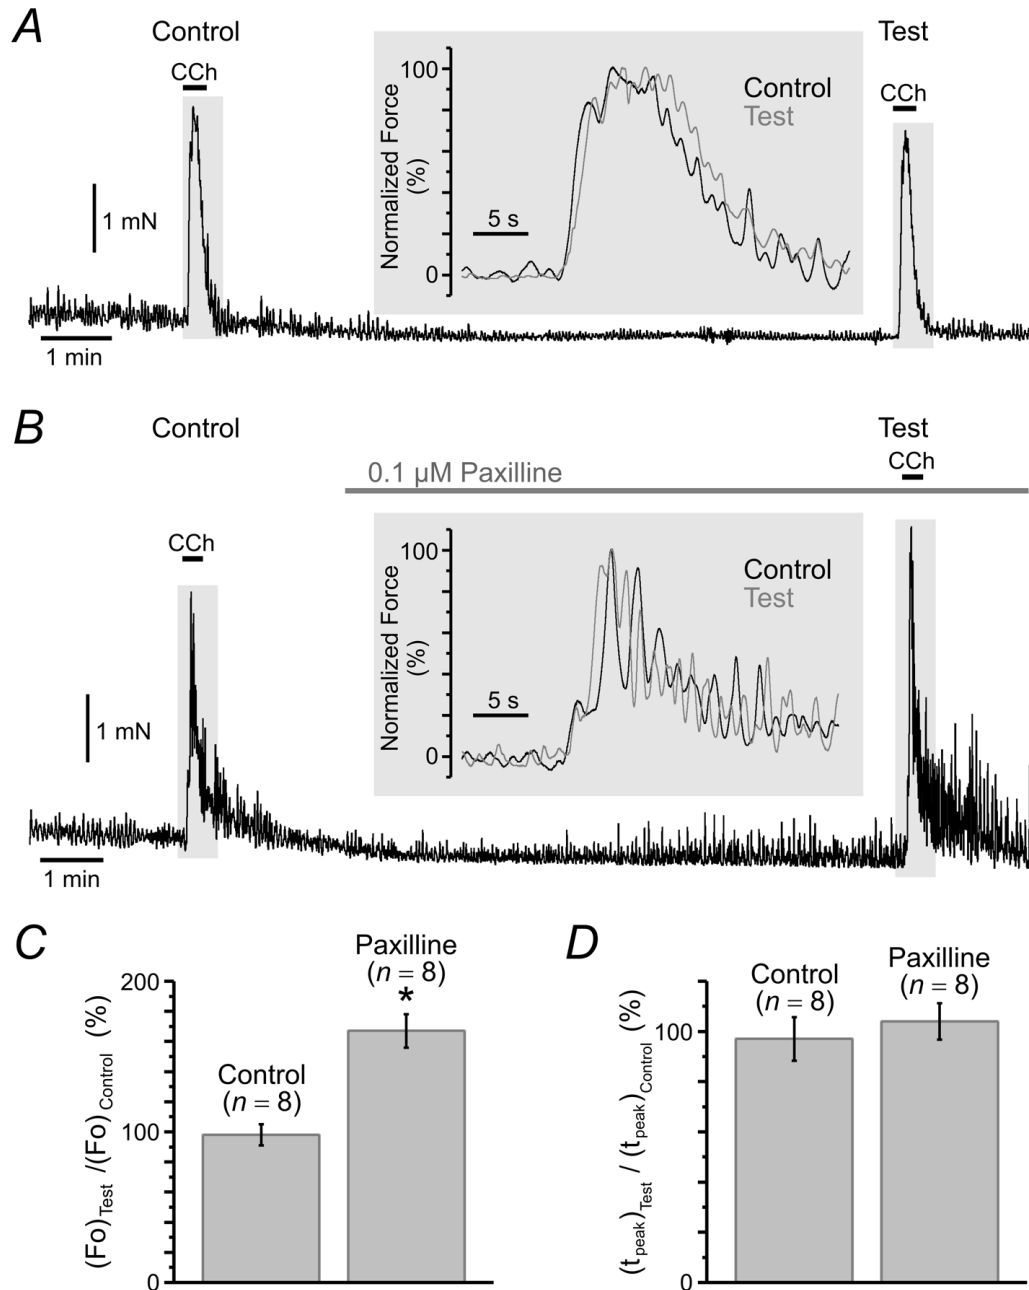 A
Control
Test
CCh
CCh
1 mN
1 min
Normalized Force
(%)
100
0
5 s
Control
Test
B
Control
Test
0.1 µM Paxilline
CCh
CCh
1 mN
1 min
Normalized Force
(%)
100
0
5 s
Control
Test
C
(Fo)Test /(Fo)Control (%)
200
100
0
Control
(n = 8)
Paxilline
(n = 8)
*
D
(tpeak)Test / (tpeak)Control (%)
100
0
Control
(n = 8)
Paxilline
(n = 8)